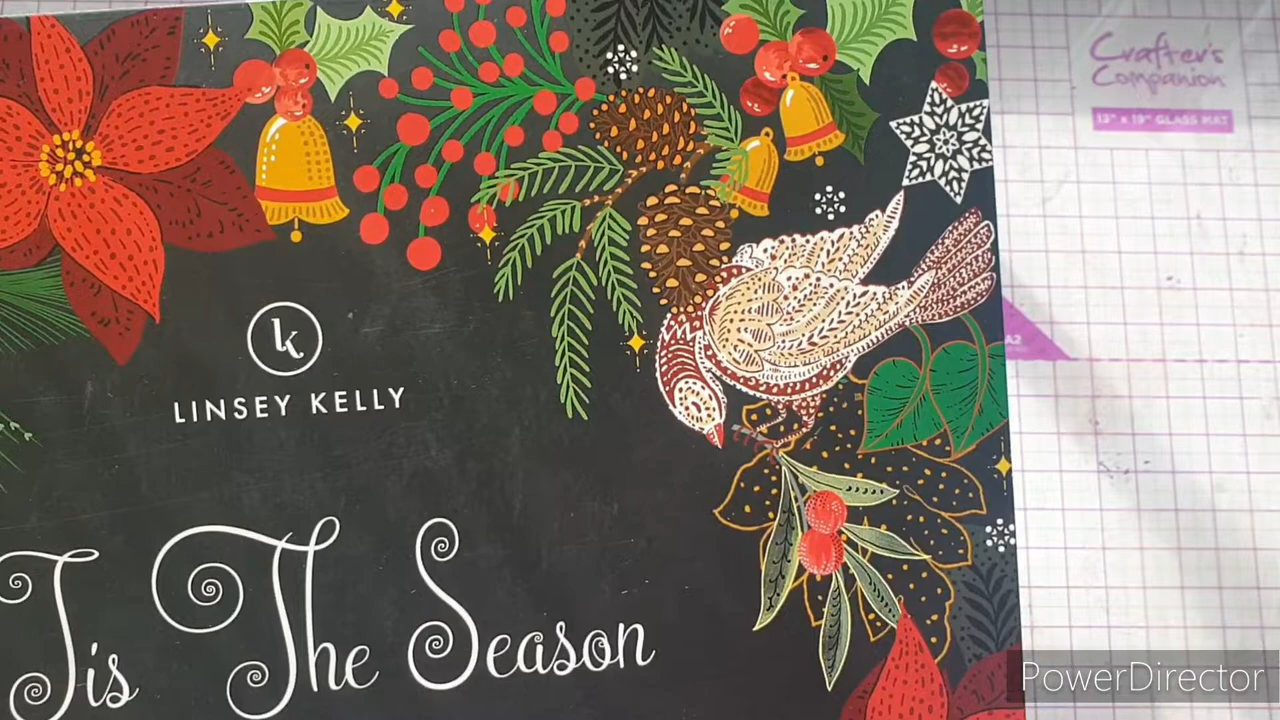 Crafter's
Companion
13" x 19" GLASS MAT
A2
k
LINSEY KELLY
Tis The Season
PowerDirector